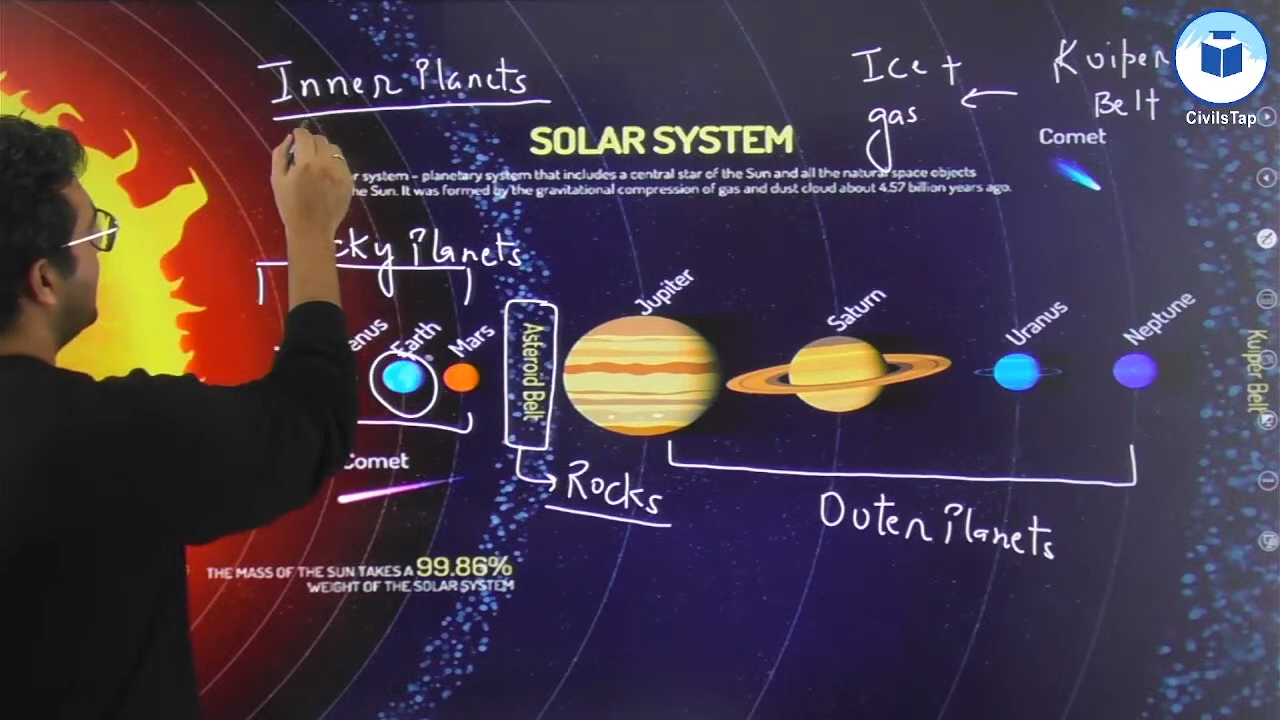 Inner Planets
Ice +
gas
Kuiper
Belt
CivilsTap
Comet
SOLAR SYSTEM
system - planetary system that includes a central star of the Sun and all the natural space objects
the Sun. It was formed by the gravitational compression of gas and dust cloud about 4.57 billion years ago.
cky Planets
enus
Earth
Mars
Asteroid Belt
Jupiter
Saturn
Uranus
Neptune
Kuiper Belt
Comet
Rocks
Outer Planets
THE MASS OF THE SUN TAKES A 99.86%
WEIGHT OF THE SOLAR SYSTEM